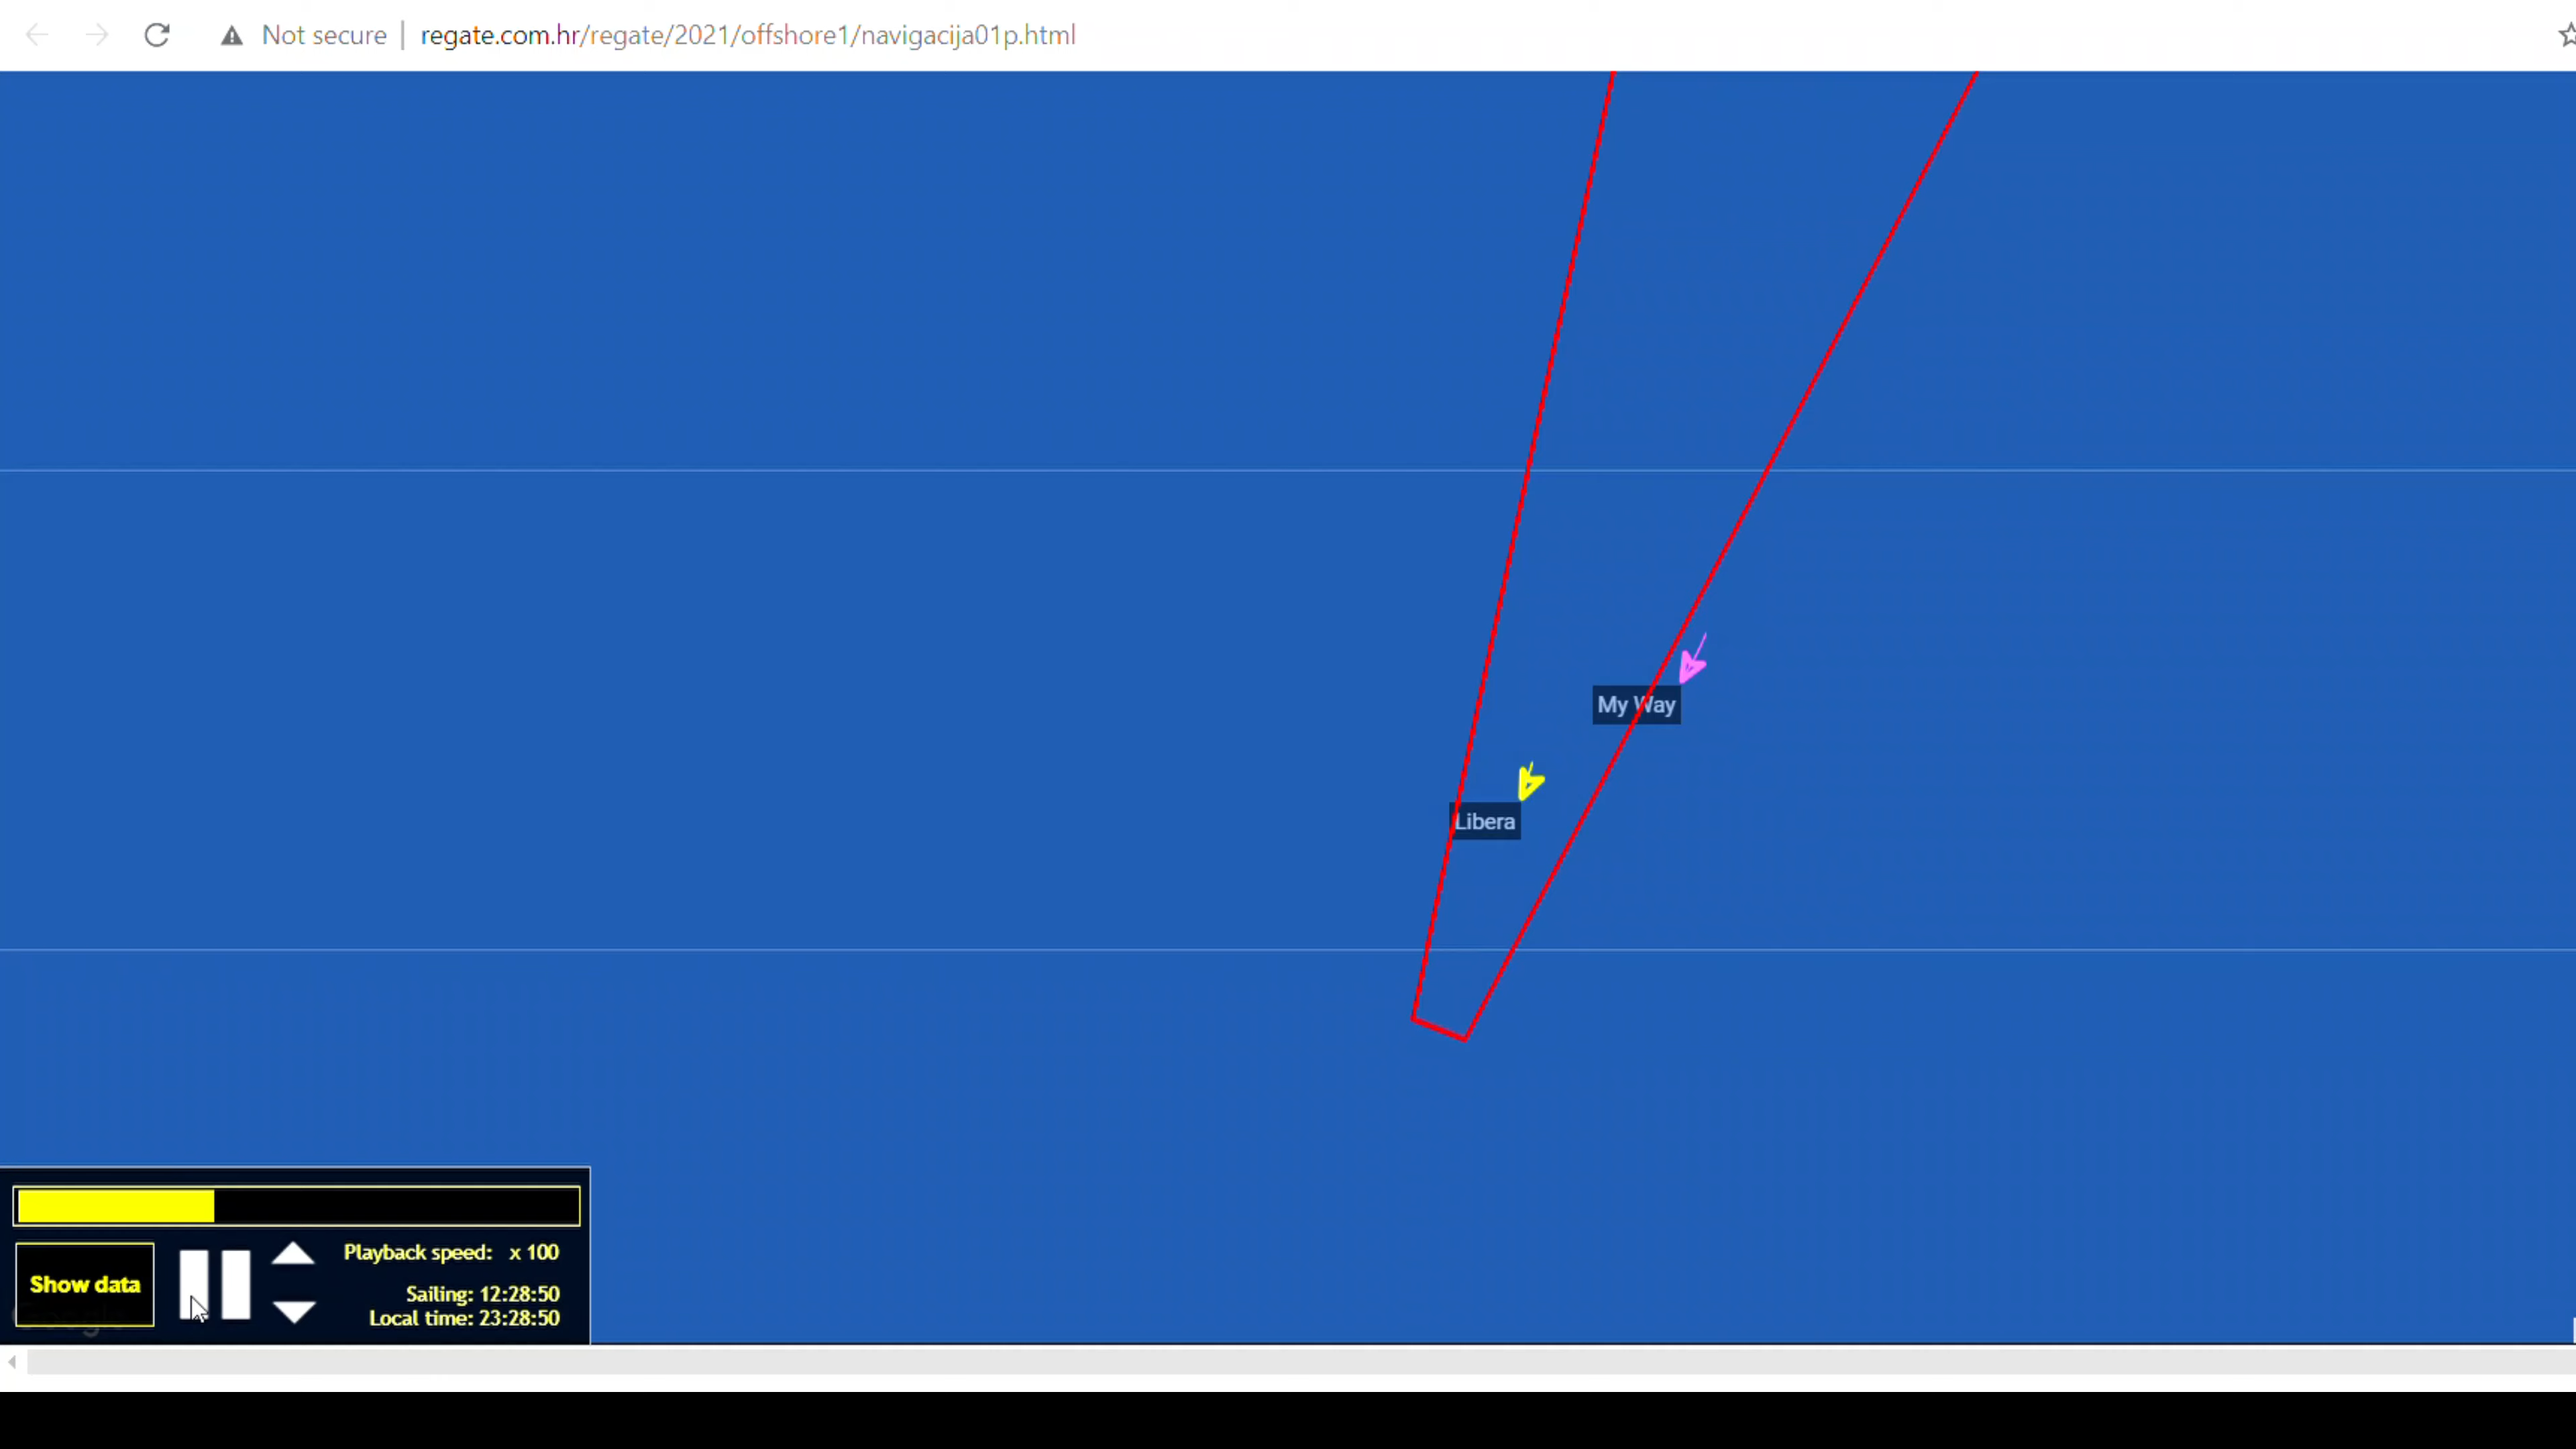 Not secure | regate.com.hr/regate/2021/offshore1/navigacija01p.html
My Way
Libera
Playback speed: x 100
Show data
Sailing: 12:28:50
Local time: 23:28:50